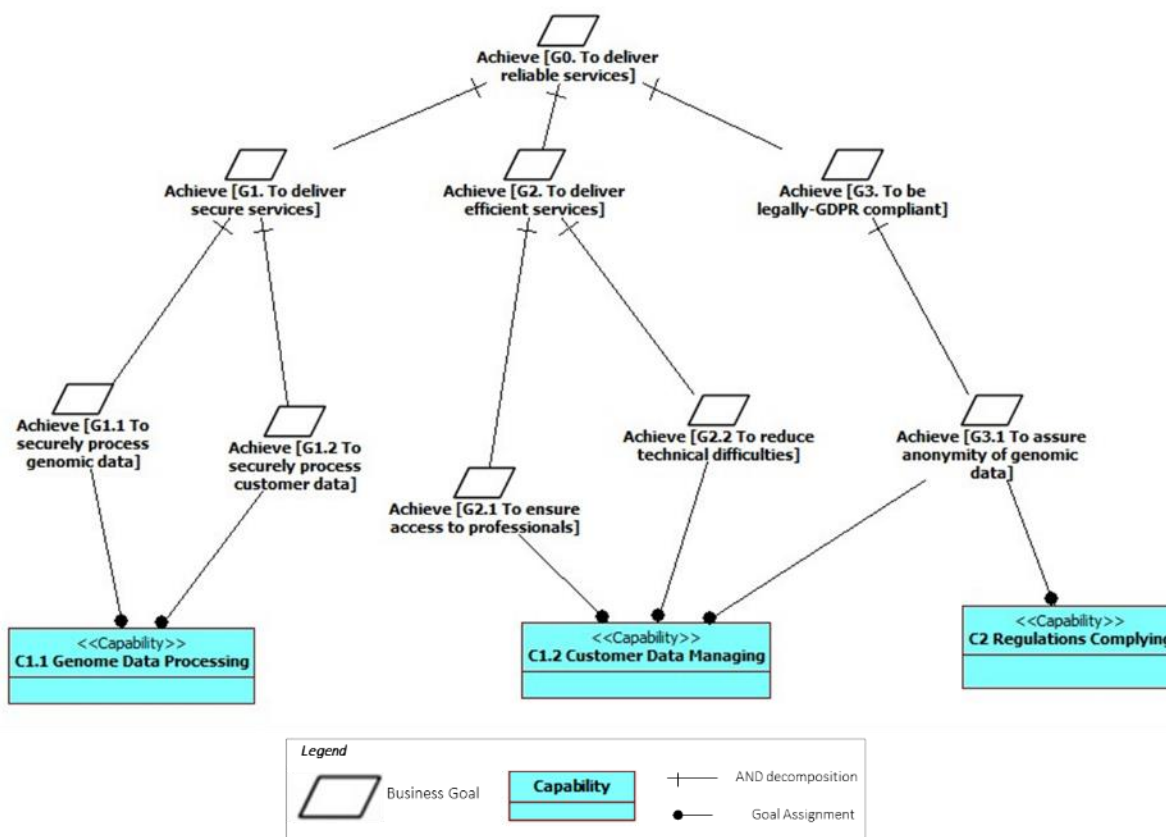 Achieve [G0. To deliver
reliable services]
Achieve [G1. To deliver
secure services]
Achieve [G2. To deliver
efficient services]
Achieve [G3. To be
legally-GDPR compliant]
Achieve [G1.1 To
securely process
genomic data]
Achieve [G1.2 To
securely process
customer data]
Achieve [G2.1 To ensure
access to professionals]
Achieve [G2.2 To reduce
technical difficulties]
Achieve [G3.1 To assure
anonymity of genomic
data]
<<Capability>>
C1.1 Genome Data Processing
<<Capability>>
C1.2 Customer Data Managing
<<Capability>>
C2 Regulations Complying
Legend
Business Goal
Capability
AND decomposition
Goal Assignment